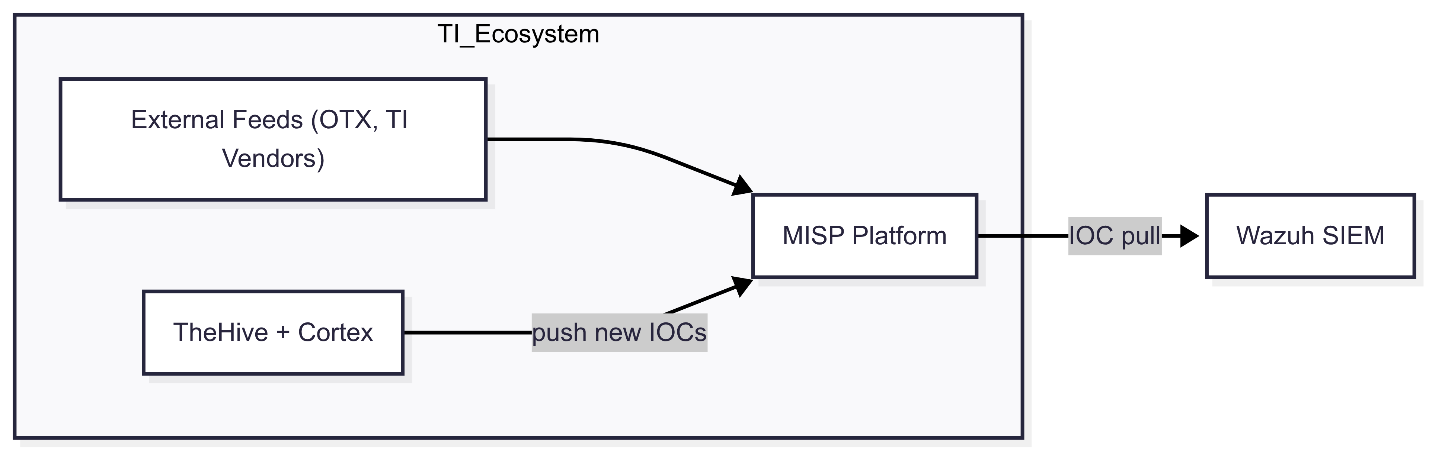 TI_Ecosystem
External Feeds (OTX, TI
Vendors)
MISP Platform
IOC pull
Wazuh SIEM
TheHive + Cortex
push new IOCs